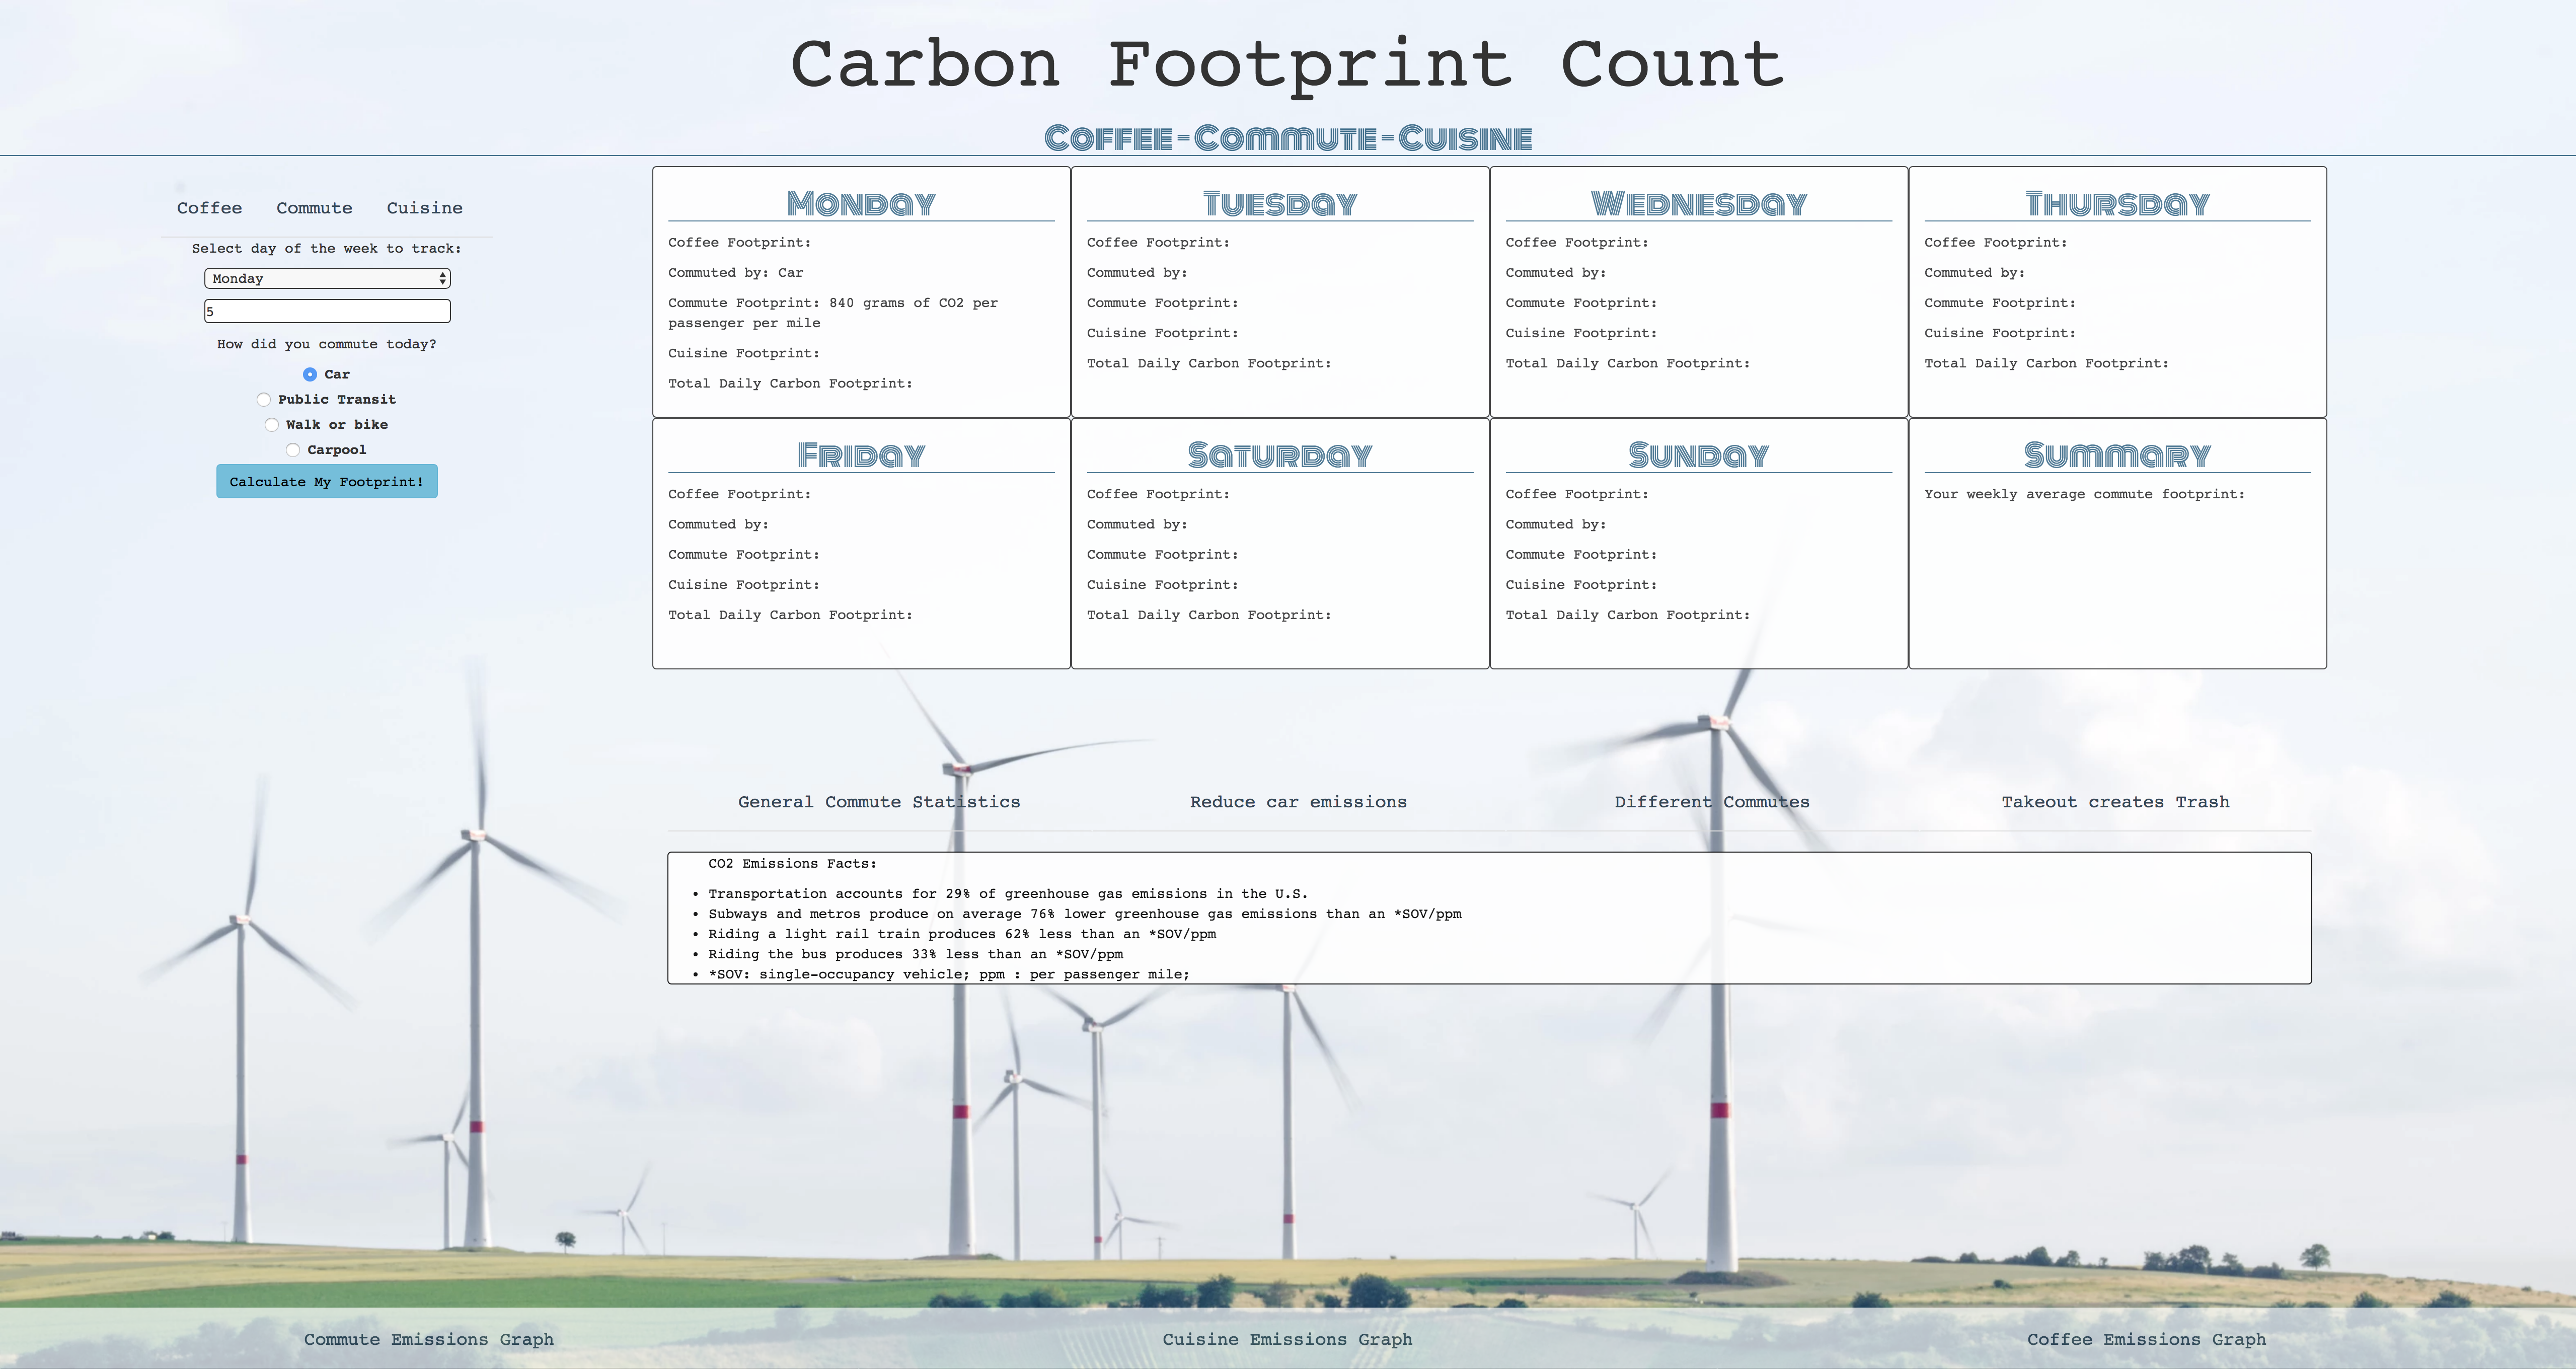 Carbon Footprint Count
Coffee-Commute-Cuisine
Coffee Commute Cuisine
Select day of the week to track:
Monday
5
How did you commute today?
Car
Public Transit
Walk or bike
Carpool
Calculate My Footprint!
Monday
Coffee Footprint:
Commuted by: Car
Commute Footprint: 840 grams of CO2 per
passenger per mile
Cuisine Footprint:
Total Daily Carbon Footprint:
Tuesday
Coffee Footprint:
Commuted by:
Commute Footprint:
Cuisine Footprint:
Total Daily Carbon Footprint:
Wednesday
Coffee Footprint:
Commuted by:
Commute Footprint:
Cuisine Footprint:
Total Daily Carbon Footprint:
Thursday
Coffee Footprint:
Commuted by:
Commute Footprint:
Cuisine Footprint:
Total Daily Carbon Footprint:
Friday
Coffee Footprint:
Commuted by:
Commute Footprint:
Cuisine Footprint:
Total Daily Carbon Footprint:
Saturday
Coffee Footprint:
Commuted by:
Commute Footprint:
Cuisine Footprint:
Total Daily Carbon Footprint:
Sunday
Coffee Footprint:
Commuted by:
Commute Footprint:
Cuisine Footprint:
Total Daily Carbon Footprint:
Summary
Your weekly average commute footprint:
General Commute Statistics Reduce car emissions Different Commutes Takeout creates Trash
CO2 Emissions Facts:
• Transportation accounts for 29% of greenhouse gas emissions in the U.S.
• Subways and metros produce on average 76% lower greenhouse gas emissions than an *SOV/ppm
• Riding a light rail train produces 62% less than an *SOV/ppm
• Riding the bus produces 33% less than an *SOV/ppm
• *SOV: single-occupancy vehicle; ppm : per passenger mile;
Commute Emissions Graph Cuisine Emissions Graph Coffee Emissions Graph